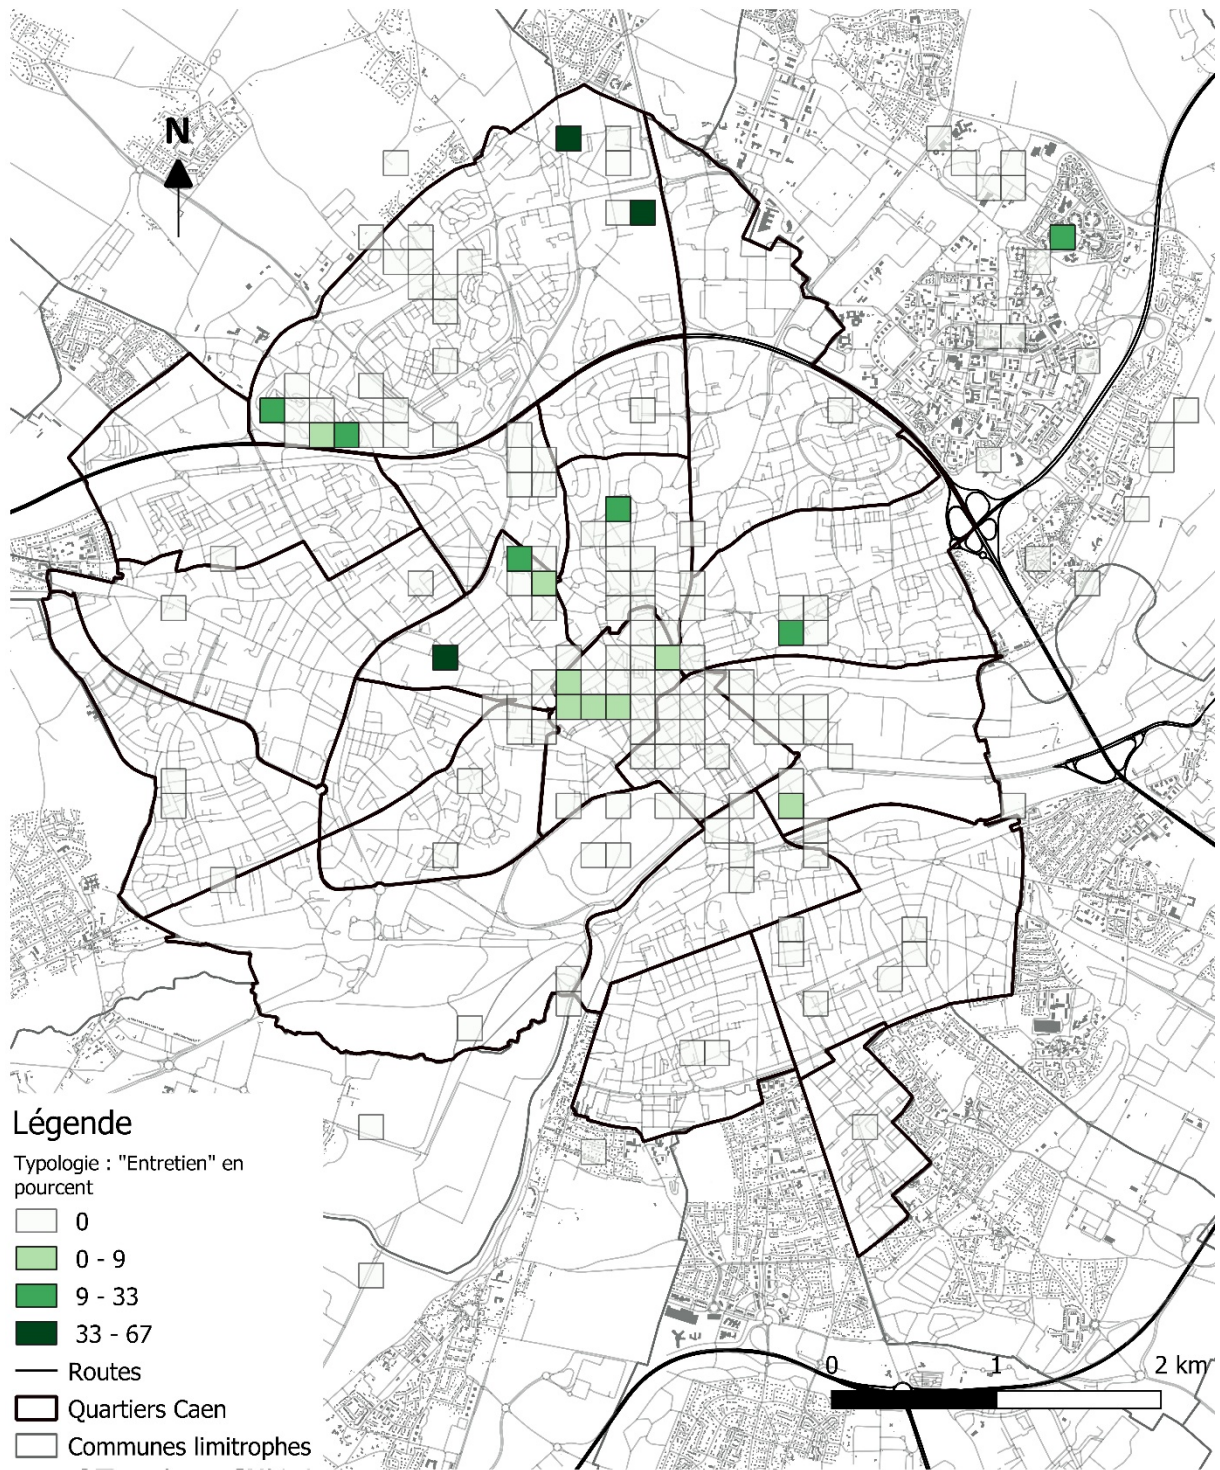 N
Légende
Typologie : "Entretien" en
pourcent
0
0 - 9
9 - 33
33 - 67
Routes
Quartiers Caen
Communes limitrophes
0 1 2 km